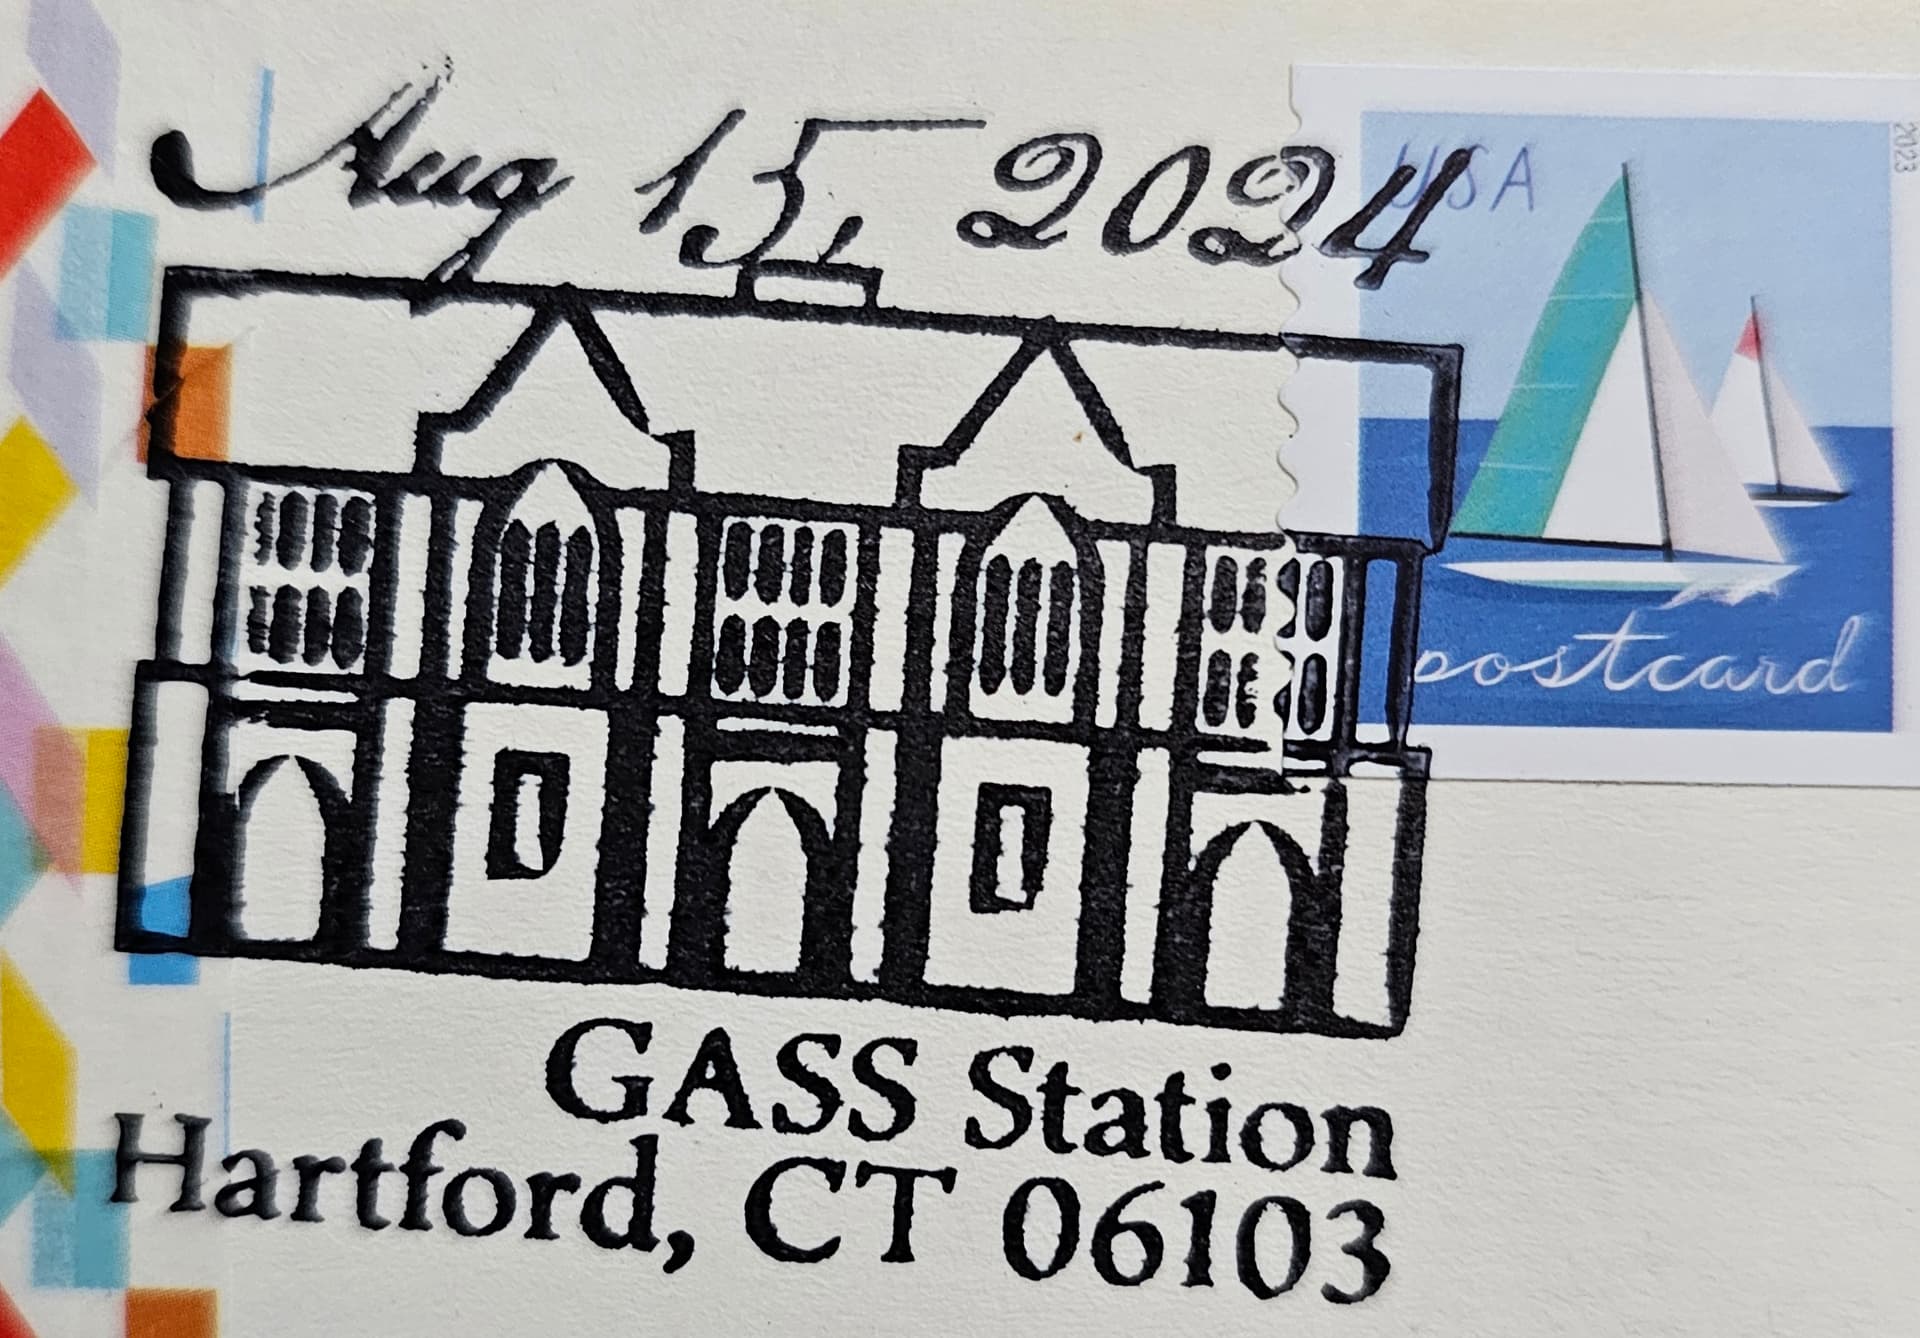 Aug 15, 2024
USA
2023
postcard
GASS Station
Hartford, CT 06103